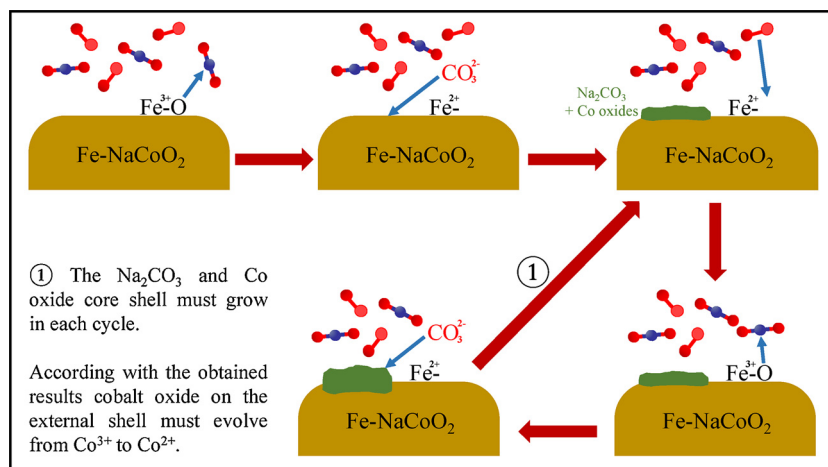 Fe³⁺-O
Fe-NaCoO₂
CO₃²⁻
Fe²⁺-
Fe-NaCoO₂
Na₂CO₃
+ Co oxides
Fe²⁺-
Fe-NaCoO₂
①
① The Na₂CO₃ and Co
oxide core shell must grow
in each cycle.
According with the obtained
results cobalt oxide on the
external shell must evolve
from Co³⁺ to Co²⁺.
CO₃²⁻
Fe²⁺-
Fe-NaCoO₂
Fe³⁺-O
Fe-NaCoO₂